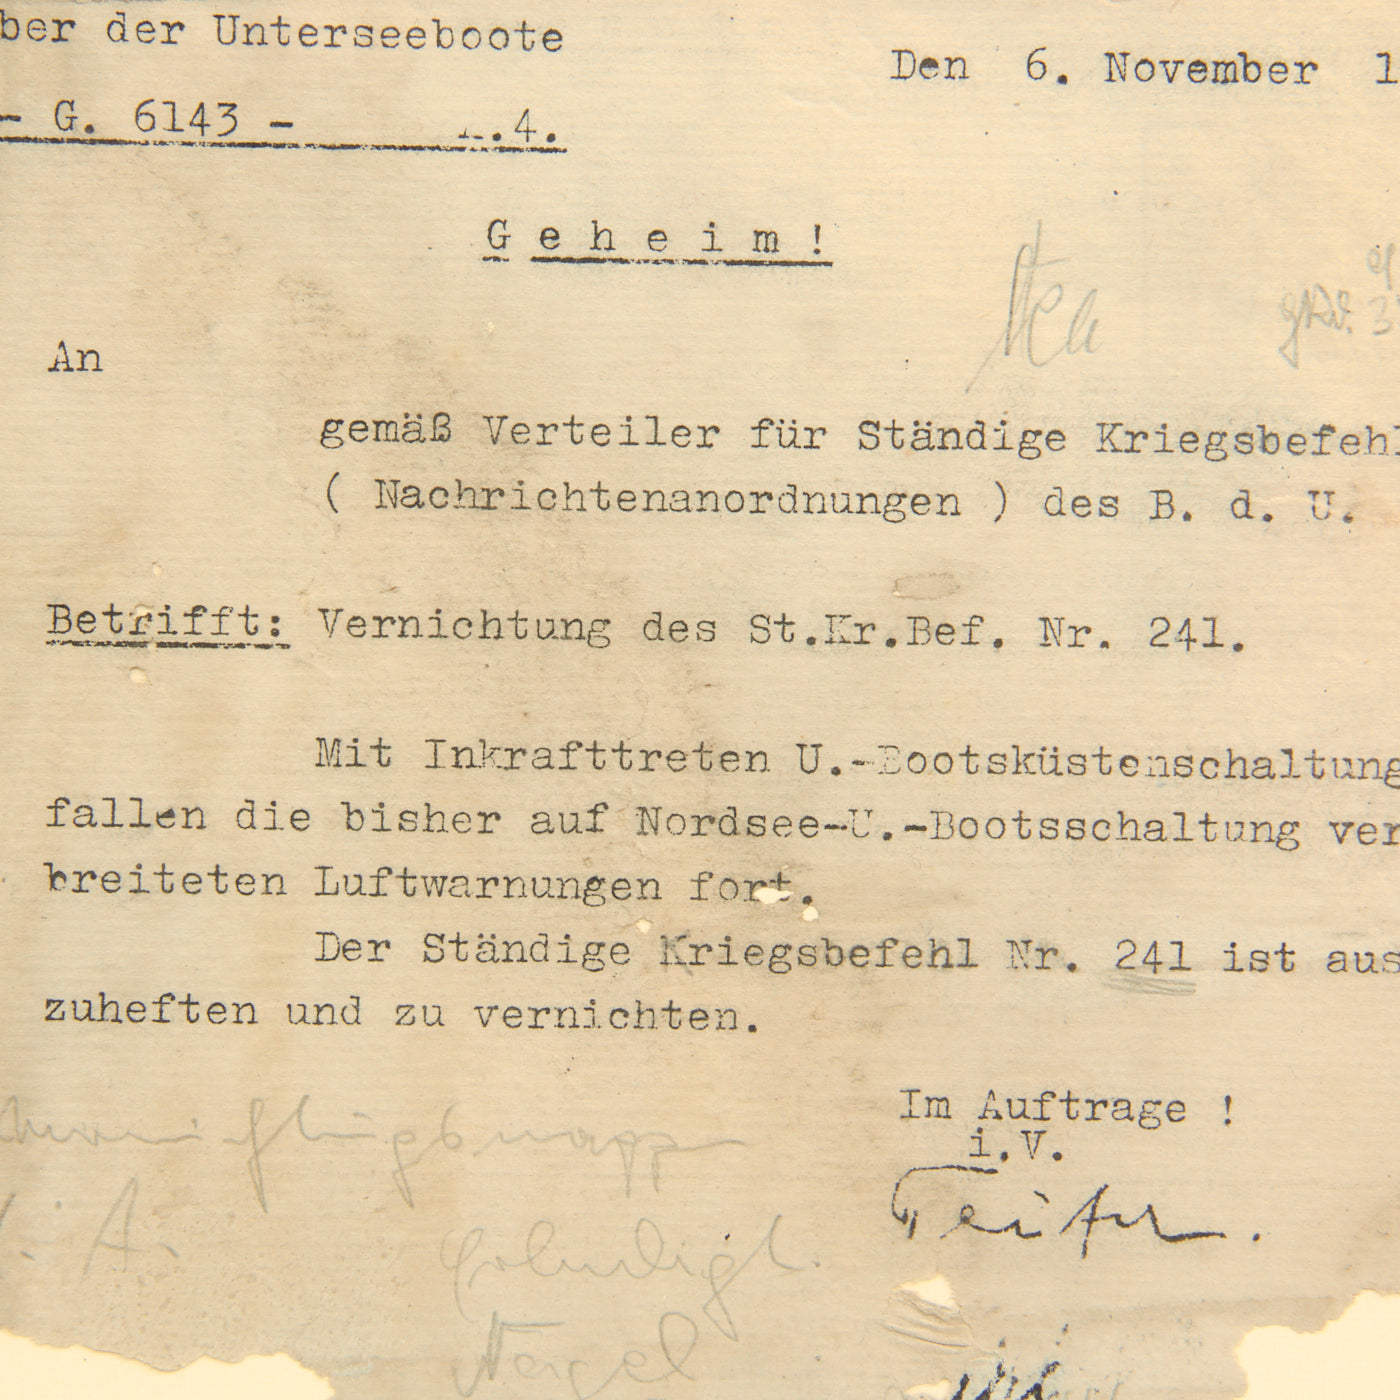 ber der Unterseeboote
Den 6. November 1
- G. 6143 - .4.
Geheim!
An
gemäß Verteiler für Ständige Kriegsbefehl
( Nachrichtenanordnungen ) des B. d. U.
Betrifft: Vernichtung des St.Kr.Bef. Nr. 241.
Mit Inkrafttreten U.-Bootsküstenschaltung
fallen die bisher auf Nordsee-U.-Bootsschaltung ver
breiteten Luftwarnungen fort.
Der Ständige Kriegsbefehl Nr. 241 ist aus
zuheften und zu vernichten.
Im Auftrage !
i.V.
Erledigt.